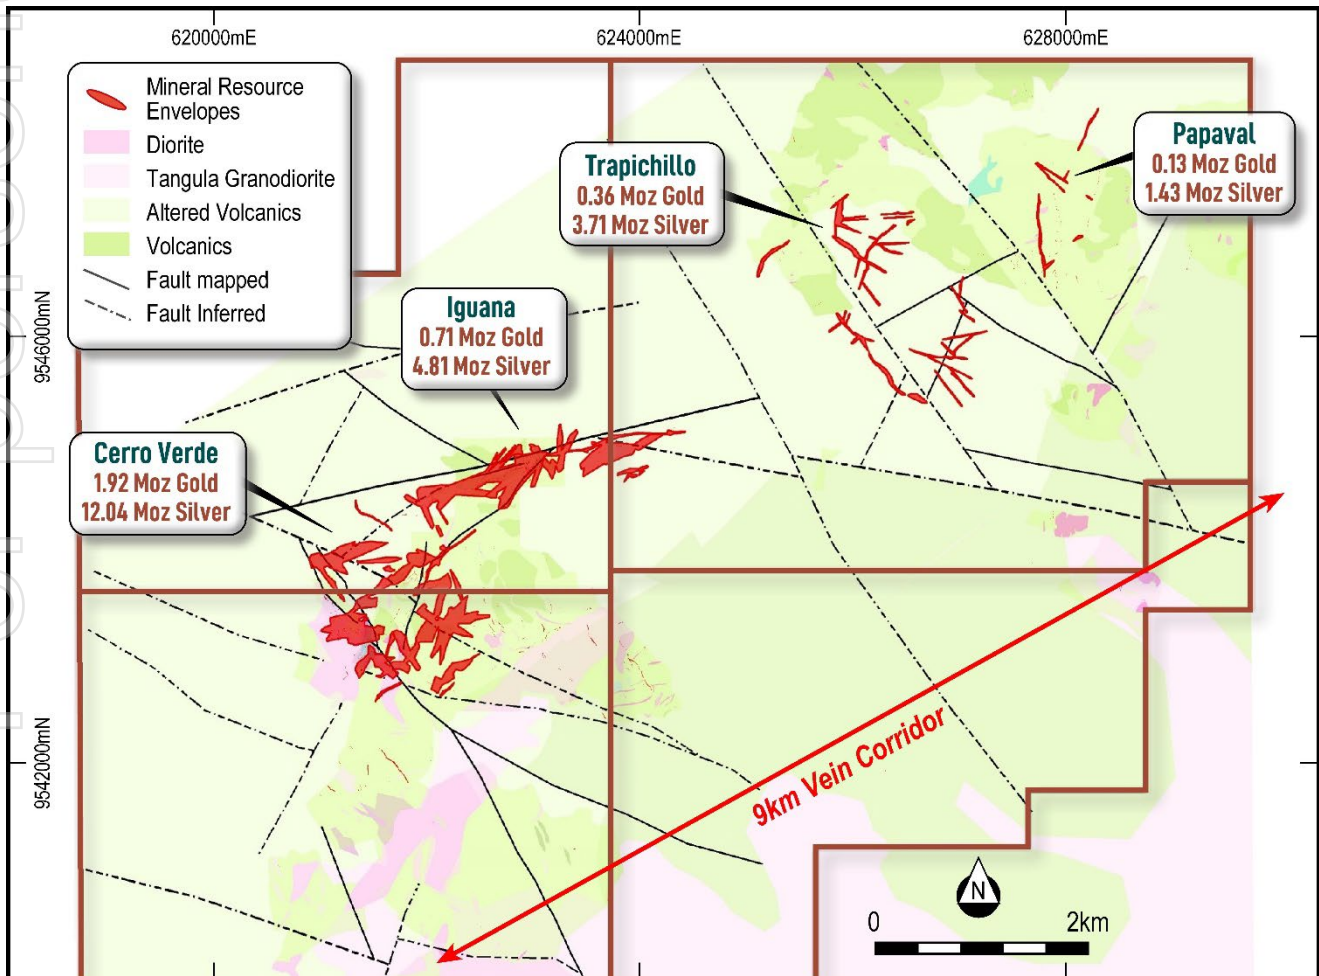 620000mE
624000mE
628000mE
Mineral Resource
Envelopes
Diorite
Tangula Granodiorite
Altered Volcanics
Volcanics
Fault mapped
Fault Inferred
Papaval
0.13 Moz Gold
1.43 Moz Silver
Trapichillo
0.36 Moz Gold
3.71 Moz Silver
Iguana
0.71 Moz Gold
4.81 Moz Silver
9546000mN
Cerro Verde
1.92 Moz Gold
12.04 Moz Silver
9542000mN
9km Vein Corridor
N
0
2km